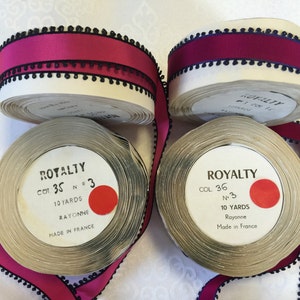 ROYALTY
ROYALTY
COL 35 N° 3
10 YARDS
RAYONNE
MADE IN FRANCE
ROYALTY
COL 36
N° 3
10 YARDS
Rayonne
Made in France